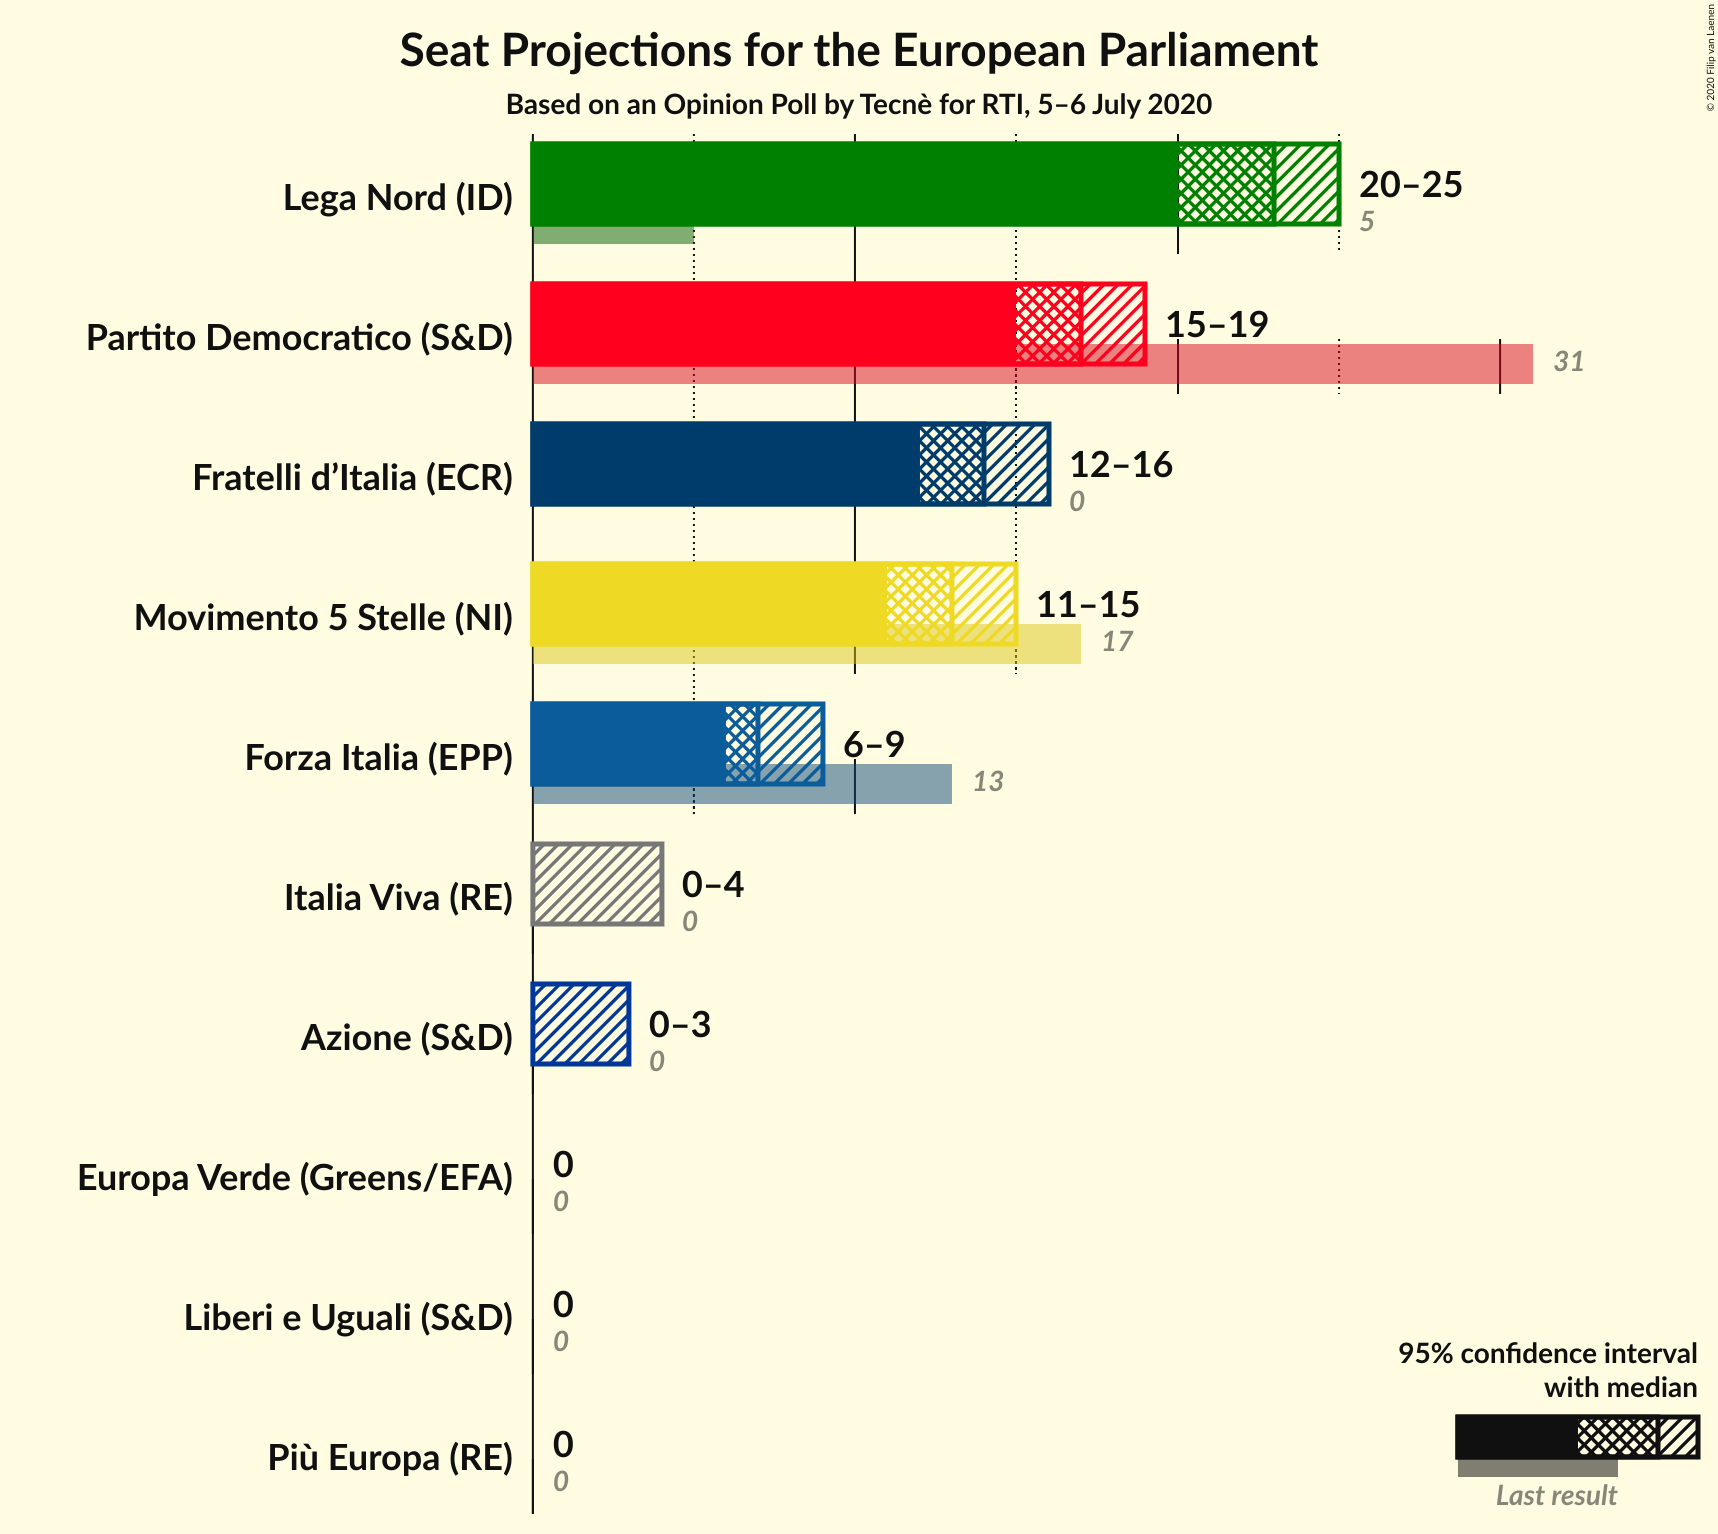 Seat Projections for the European Parliament
Based on an Opinion Poll by Tecnè for RTI, 5–6 July 2020
© 2020 Filip van Laenen
Lega Nord (ID)
20–25
5
Partito Democratico (S&D)
15–19
31
Fratelli d’Italia (ECR)
12–16
0
Movimento 5 Stelle (NI)
11–15
17
Forza Italia (EPP)
6–9
13
Italia Viva (RE)
0–4
0
Azione (S&D)
0–3
0
Europa Verde (Greens/EFA)
0
0
Liberi e Uguali (S&D)
0
0
Più Europa (RE)
0
0
95% confidence interval
with median
Last result